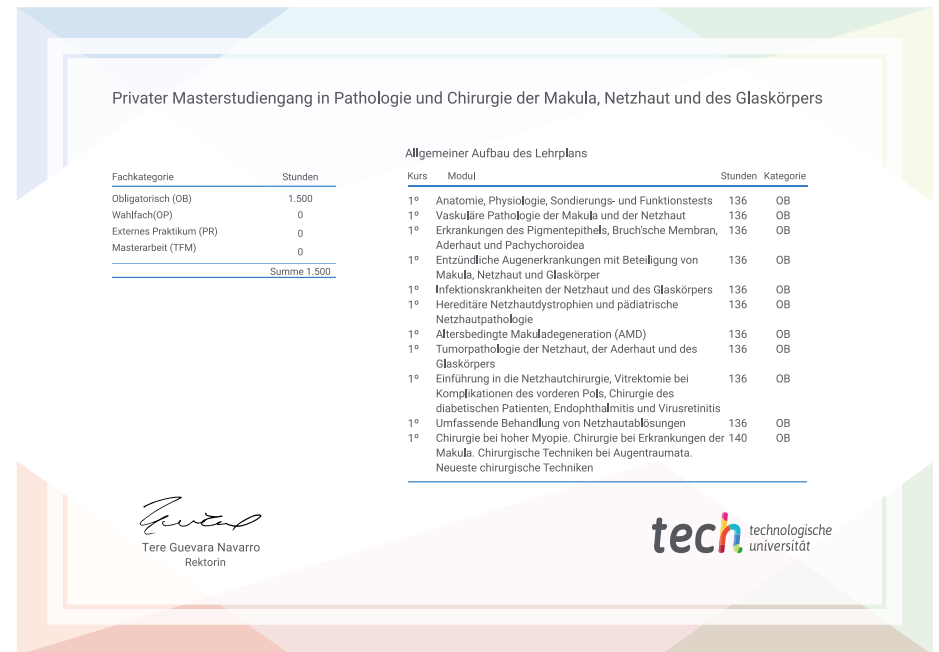 Privater Masterstudiengang in Pathologie und Chirurgie der Makula, Netzhaut und des Glaskörpers
Fachkategorie Stunden
Obligatorisch (OB) 1.500
Wahlfach(OP) 0
Externes Praktikum (PR) 0
Masterarbeit (TFM) 0
Summe 1.500
Allgemeiner Aufbau des Lehrplans
Kurs Modul Stunden Kategorie
1º Anatomie, Physiologie, Sondierungs- und Funktionstests 136 OB
1º Vaskuläre Pathologie der Makula und der Netzhaut 136 OB
1º Erkrankungen des Pigmentepithels, Bruch'sche Membran, 136 OB
Aderhaut und Pachychoroidea
1º Entzündliche Augenerkrankungen mit Beteiligung von 136 OB
Makula, Netzhaut und Glaskörper
1º Infektionskrankheiten der Netzhaut und des Glaskörpers 136 OB
1º Hereditäre Netzhautdystrophien und pädiatrische 136 OB
Netzhautpathologie
1º Altersbedingte Makuladegeneration (AMD) 136 OB
1º Tumorpathologie der Netzhaut, der Aderhaut und des 136 OB
Glaskörpers
1º Einführung in die Netzhautchirurgie, Vitrektomie bei 136 OB
Komplikationen des vorderen Pols, Chirurgie des
diabetischen Patienten, Endophthalmitis und Virusretinitis
1º Umfassende Behandlung von Netzhautablösungen 136 OB
1º Chirurgie bei hoher Myopie. Chirurgie bei Erkrankungen der 140 OB
Makula. Chirurgische Techniken bei Augentraumata.
Neueste chirurgische Techniken
Tere Guevara Navarro
Rektorin
tech technologische
universität